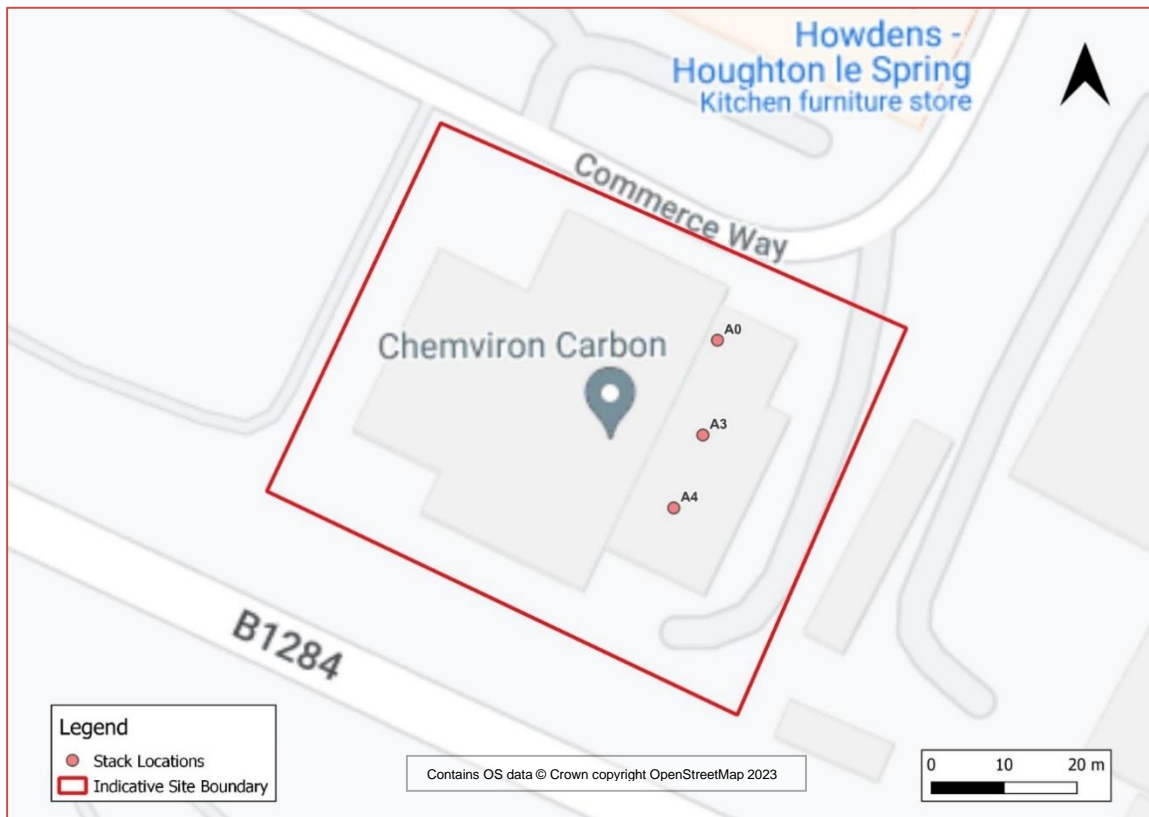 Howdens -
Houghton le Spring
Kitchen furniture store
Commerce Way
A0
Chemviron Carbon
A3
A4
B1284
Legend
Stack Locations
Indicative Site Boundary
Contains OS data © Crown copyright OpenStreetMap 2023
0 10 20 m